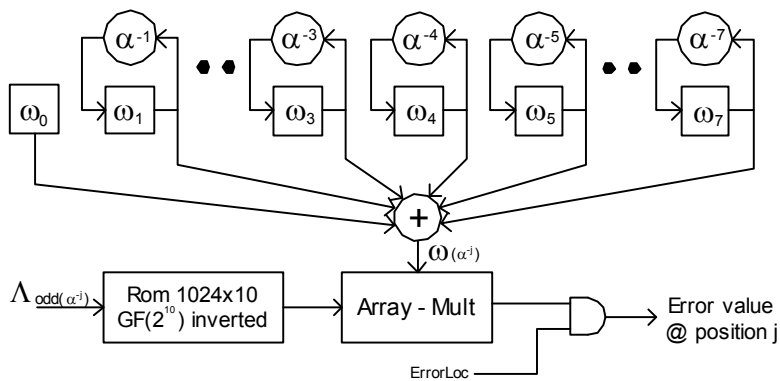 α-1
α-3
α-4
α-5
α-7
ω0
ω1
ω3
ω4
ω5
ω7
+
ω(α-j)
Λodd(α-j)
Rom 1024x10
GF(2^10) inverted
Array - Mult
Error value
@ position j
ErrorLoc